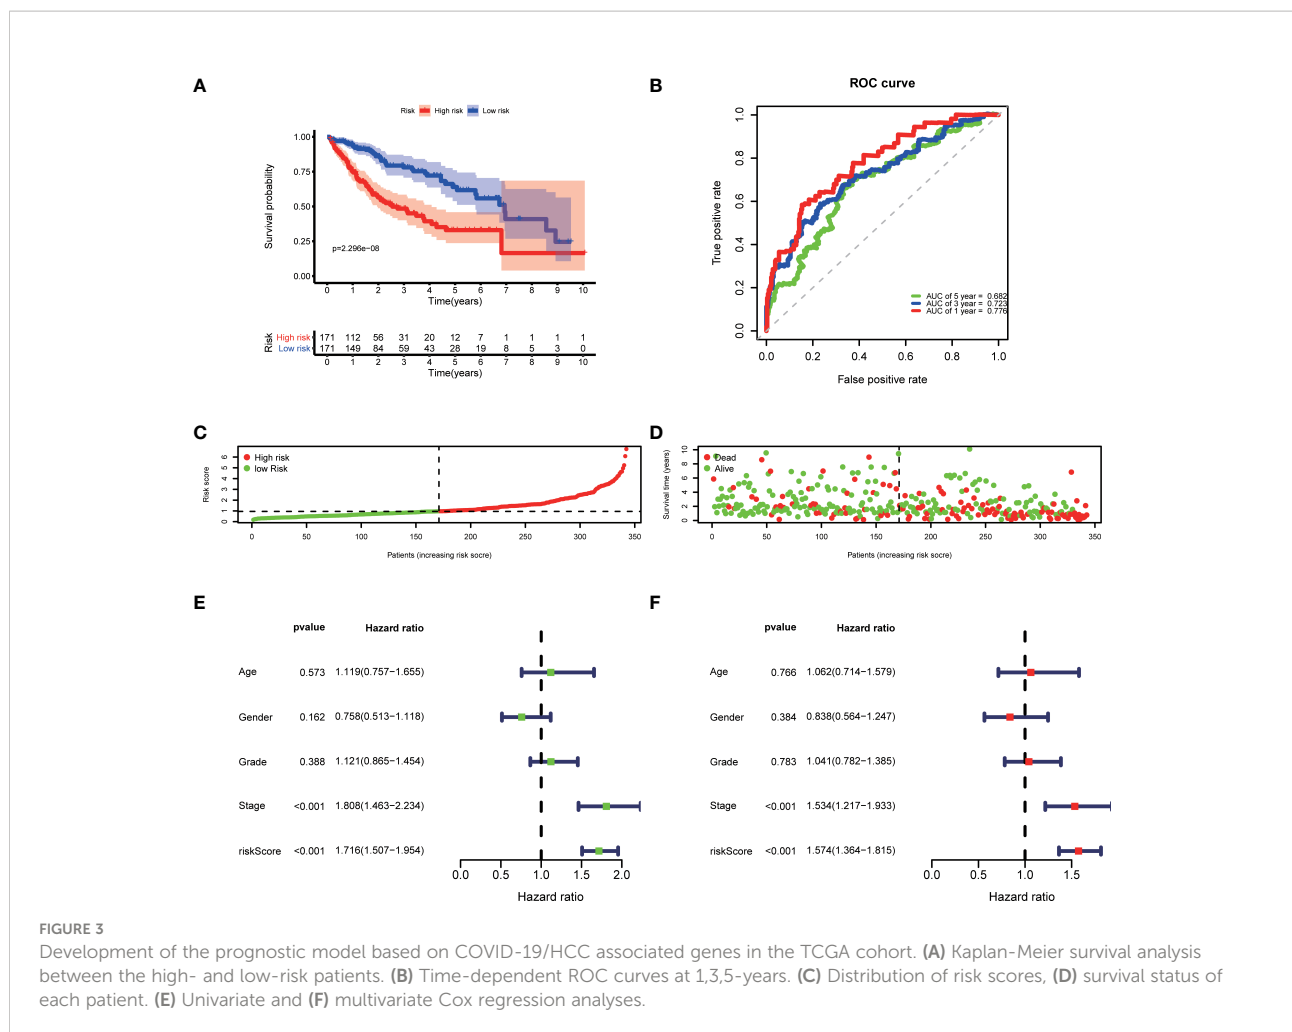 A
Risk High risk Low risk
Survival probability
1.00
0.75
0.50
0.25
0.00
p=2.296e−08
0 1 2 3 4 5 6 7 8 9 10
Time(years)
Risk
High risk 171 112 56 31 20 12 7 1 1 1 1
Low risk 171 149 84 59 43 28 19 8 5 3 0
0 1 2 3 4 5 6 7 8 9 10
Time(years)
B
ROC curve
True positive rate
1.0
0.8
0.6
0.4
0.2
0.0
AUC of 5 year = 0.682
AUC of 3 year = 0.723
AUC of 1 year = 0.776
0.0 0.2 0.4 0.6 0.8 1.0
False positive rate
C
Risk score
6
5
4
3
2
1
0
High risk
low Risk
0 50 100 150 200 250 300 350
Patients (increasing risk socre)
D
Survival time (years)
10
8
6
4
2
0
Dead
Alive
0 50 100 150 200 250 300 350
Patients (increasing risk socre)
E
pvalue Hazard ratio
Age 0.573 1.119(0.757−1.655)
Gender 0.162 0.758(0.513−1.118)
Grade 0.388 1.121(0.865−1.454)
Stage <0.001 1.808(1.463−2.234)
riskScore <0.001 1.716(1.507−1.954)
0.0 0.5 1.0 1.5 2.0
Hazard ratio
F
pvalue Hazard ratio
Age 0.766 1.062(0.714−1.579)
Gender 0.384 0.838(0.564−1.247)
Grade 0.783 1.041(0.782−1.385)
Stage <0.001 1.534(1.217−1.933)
riskScore <0.001 1.574(1.364−1.815)
0.0 0.5 1.0 1.5
Hazard ratio
FIGURE 3
Development of the prognostic model based on COVID-19/HCC associated genes in the TCGA cohort. (A) Kaplan-Meier survival analysis
between the high- and low-risk patients. (B) Time-dependent ROC curves at 1,3,5-years. (C) Distribution of risk scores, (D) survival status of
each patient. (E) Univariate and (F) multivariate Cox regression analyses.